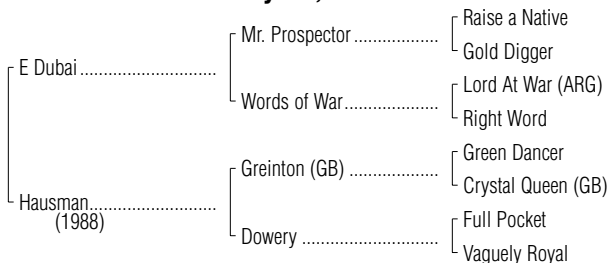 Raise a Native
Mr. Prospector ..................
Gold Digger
E Dubai ............................
Lord At War (ARG)
Words of War....................
Right Word
Green Dancer
Greinton (GB) ...................
Crystal Queen (GB)
Hausman..........................
(1988)
Full Pocket
Dowery .............................
Vaguely Royal